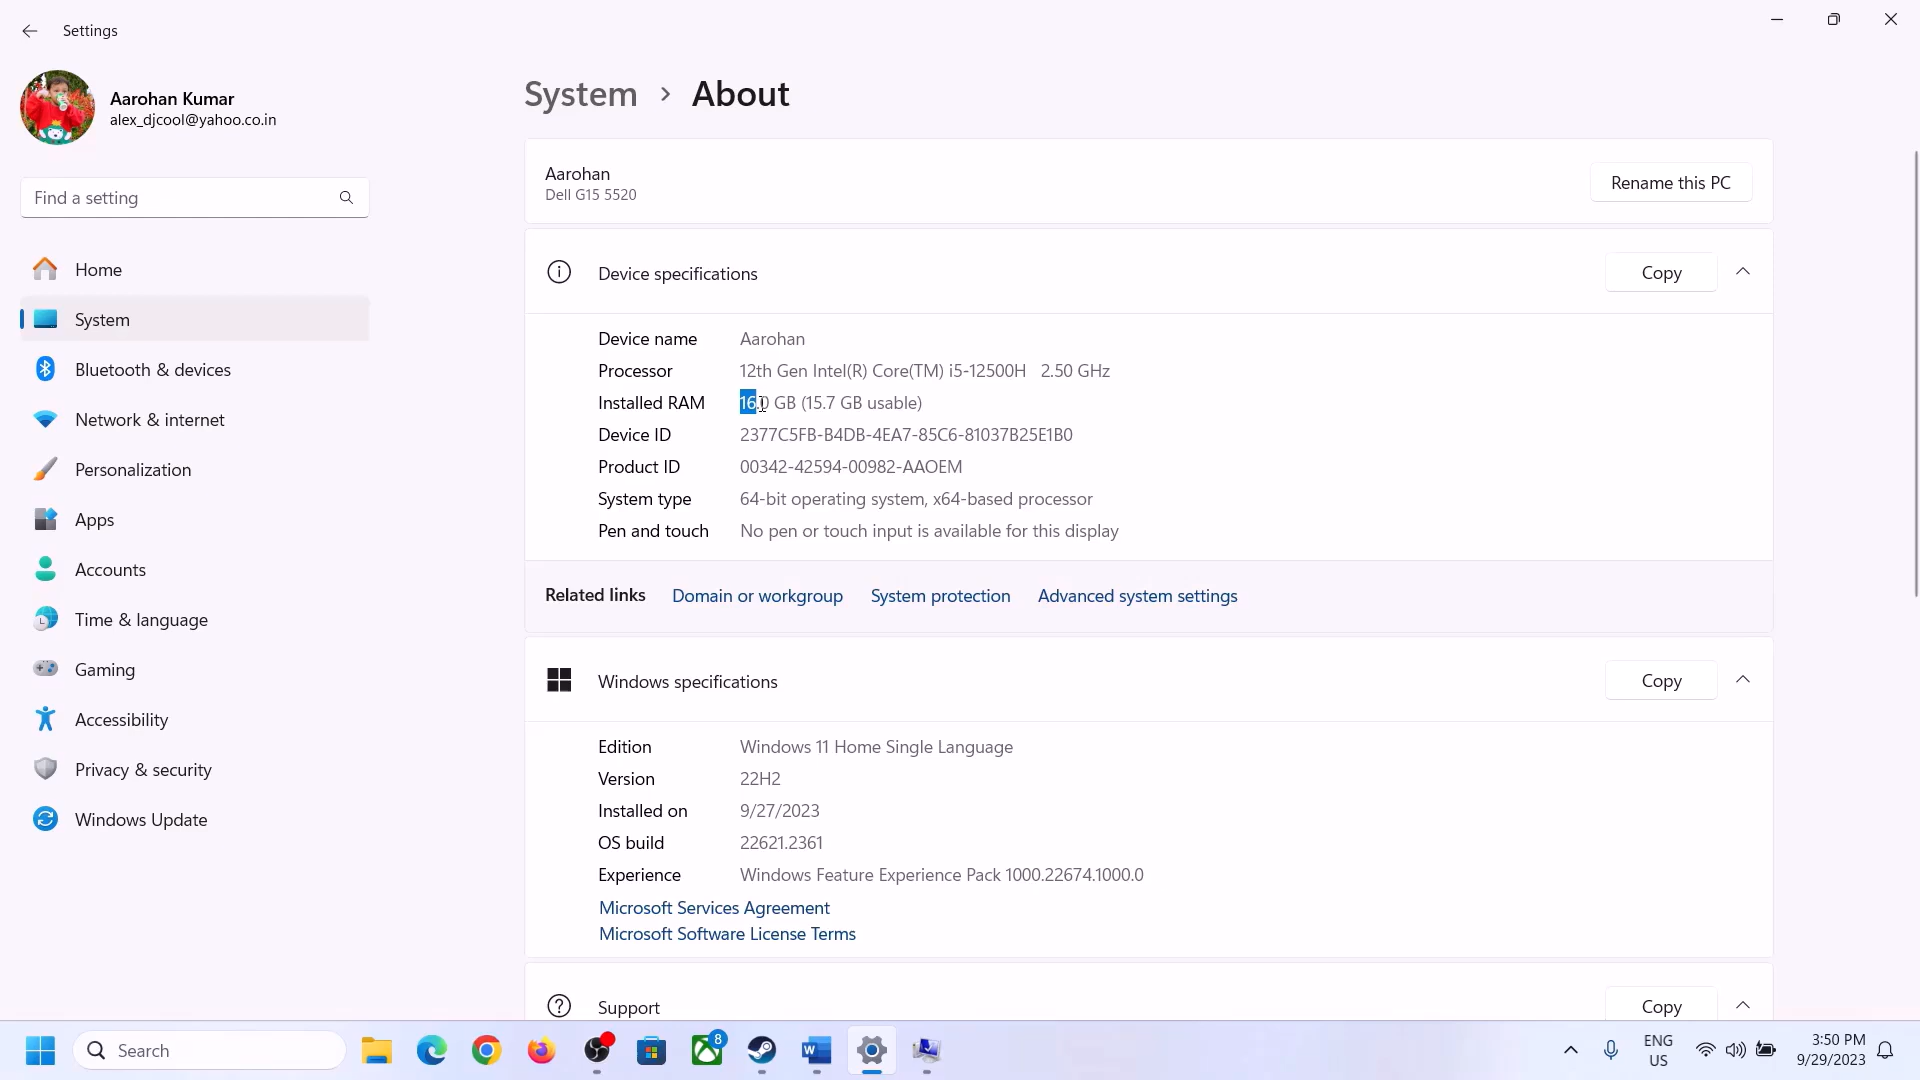 Settings
Aarohan Kumar
alex_djcool@yahoo.co.in
Find a setting
Home
System
Bluetooth & devices
Network & internet
Personalization
Apps
Accounts
Time & language
Gaming
Accessibility
Privacy & security
Windows Update
System > About
Aarohan
Dell G15 5520
Rename this PC
Device specifications
Copy
Device name Aarohan
Processor 12th Gen Intel(R) Core(TM) i5-12500H 2.50 GHz
Installed RAM 16.0 GB (15.7 GB usable)
Device ID 2377C5FB-B4DB-4EA7-85C6-81037B25E1B0
Product ID 00342-42594-00982-AAOEM
System type 64-bit operating system, x64-based processor
Pen and touch No pen or touch input is available for this display
Related links Domain or workgroup System protection Advanced system settings
Windows specifications
Copy
Edition Windows 11 Home Single Language
Version 22H2
Installed on 9/27/2023
OS build 22621.2361
Experience Windows Feature Experience Pack 1000.22674.1000.0
Microsoft Services Agreement
Microsoft Software License Terms
Support
Copy
Search
8
W
ENG
US
3:50 PM
9/29/2023